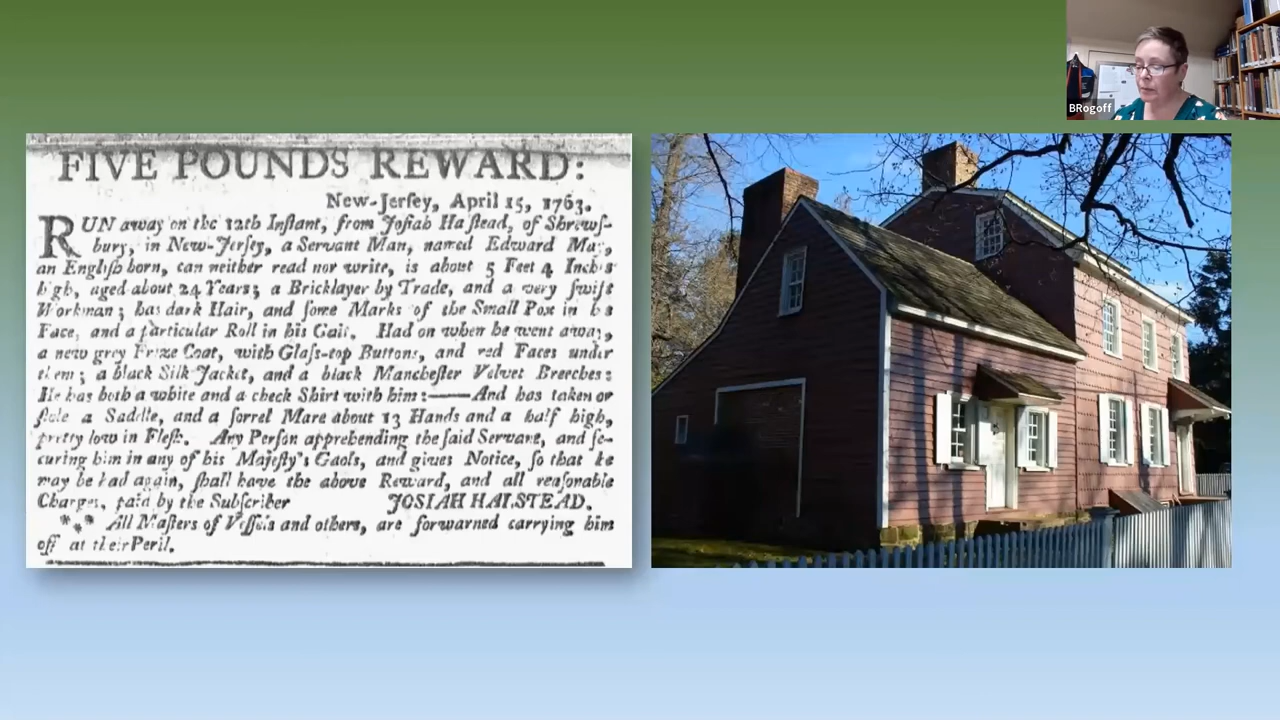 BRogoff
FIVE POUNDS REWARD:
New-Jersey, April 15, 1763.
RUN away on the 12th Instant, from Josiah Halstead, of Shrews-
bury, in New-Jersey, a Servant Man, named Edward
an English born, can neither read nor write, is about 5 Feet 4 Inches
high, aged about 24 Years; a Bricklayer by Trade, and a very swift
Workman; has dark Hair, and some Marks of the Small Pox in his
Face, and a particular Roll in his Gait. Had on when he went away,
a new grey Frize Coat, with Glass-top Buttons, and red Faces under
them; a black Silk Jacket, and a black Manchester Velvet Breeches:
He has both a white and a check Shirt with him:——And has taken or
stole a Saddle, and a sorrel Mare about 13 Hands and a half high,
pretty low in Flesh. Any Person apprehending the said Servant, and se-
curing him in any of his Majesty's Gaols, and gives Notice, so that he
may be had again, shall have the above Reward, and all reasonable
Charges, paid by the Subscriber JOSIAH HALSTEAD.
*** All Masters of Vessels and others, are forwarned carrying him
off at their Peril.